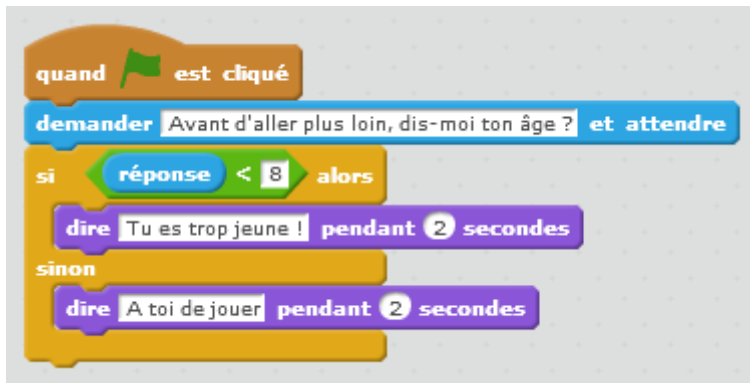 quand est cliqué
demander Avant d'aller plus loin, dis-moi ton âge ? et attendre
si réponse < 8 alors
dire Tu es trop jeune ! pendant 2 secondes
sinon
dire A toi de jouer pendant 2 secondes